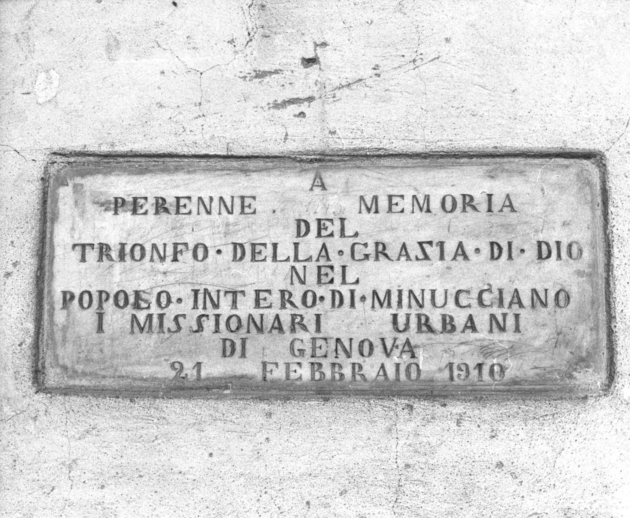 A
PERENNE MEMORIA
DEL
TRIONFO·DELLA·GRAZIA·DI·DIO
NEL
POPOLO·INTERO·DI·MINUCCIANO
I MISSIONARI URBANI
DI GENOVA
21 FEBBRAIO 1910